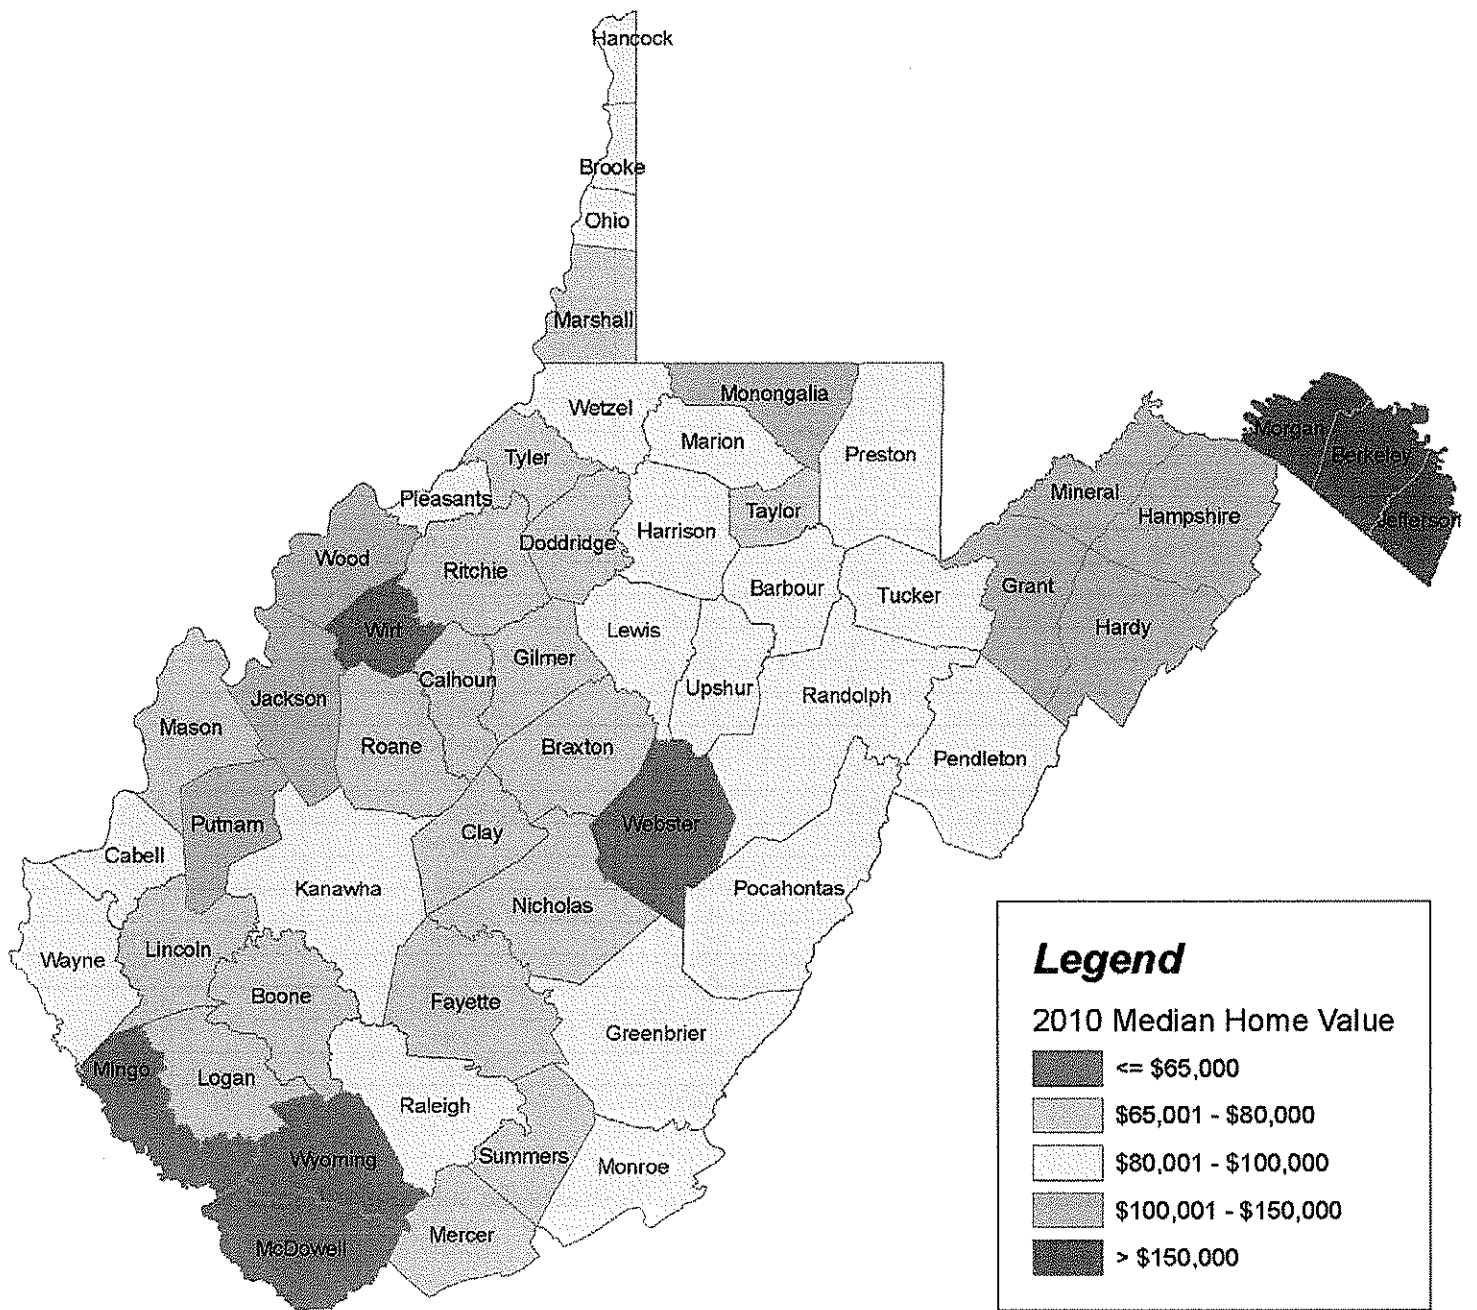 Hancock
Brooke
Ohio
Marshall
Monongalia
Wetzel
Marion
Morgan
Preston
Berkeley
Tyler
Mineral
Pleasants
Taylor
Hampshire
Jefferson
Harrison
Doddridge
Wood
Ritchie
Barbour
Grant
Tucker
Wirt
Lewis
Hardy
Gilmer
Calhoun
Upshur
Randolph
Jackson
Mason
Roane
Braxton
Pendleton
Putnam
Clay
Webster
Cabell
Kanawha
Pocahontas
Nicholas
Lincoln
Wayne
Boone
Fayette
Greenbrier
Mingo
Logan
Raleigh
Summers
Wyoming
Monroe
Mercer
McDowell
Legend
2010 Median Home Value
<= $65,000
$65,001 - $80,000
$80,001 - $100,000
$100,001 - $150,000
> $150,000